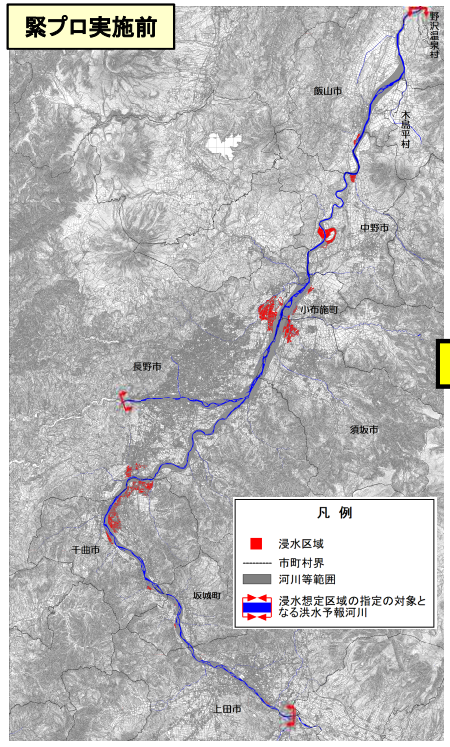 緊プロ実施前
野沢温泉村
飯山市
木島平村
中野市
小布施町
長野市
須坂市
千曲市
坂城町
上田市
凡 例
浸水区域
市町村界
河川等範囲
浸水想定区域の指定の対象と
なる洪水予報河川